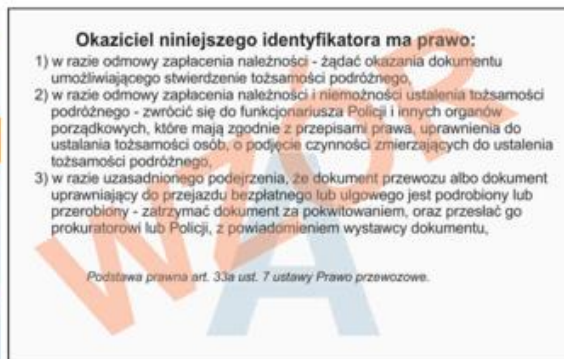 Okaziciel niniejszego identyfikatora ma prawo:
1) w razie odmowy zapłacenia należności - żądać okazania dokumentu
umożliwiającego stwierdzenie tożsamości podróżnego,
2) w razie odmowy zapłacenia należności i niemożności ustalenia tożsamości
podróżnego - zwrócić się do funkcjonariusza Policji i innych organów
porządkowych, które mają zgodnie z przepisami prawa, uprawnienia do
ustalania tożsamości osób, o podjęcie czynności zmierzających do ustalenia
tożsamości podróżnego,
3) w razie uzasadnionego podejrzenia, że dokument przewozu albo dokument
uprawniający do przejazdu bezpłatnego lub ulgowego jest podrobiony lub
przerobiony - zatrzymać dokument za pokwitowaniem, oraz przesłać go
prokuratorowi lub Policji, z powiadomieniem wystawcy dokumentu,
Podstawa prawna art. 33a ust. 7 ustawy Prawo przewozowe.
WZÓR
A